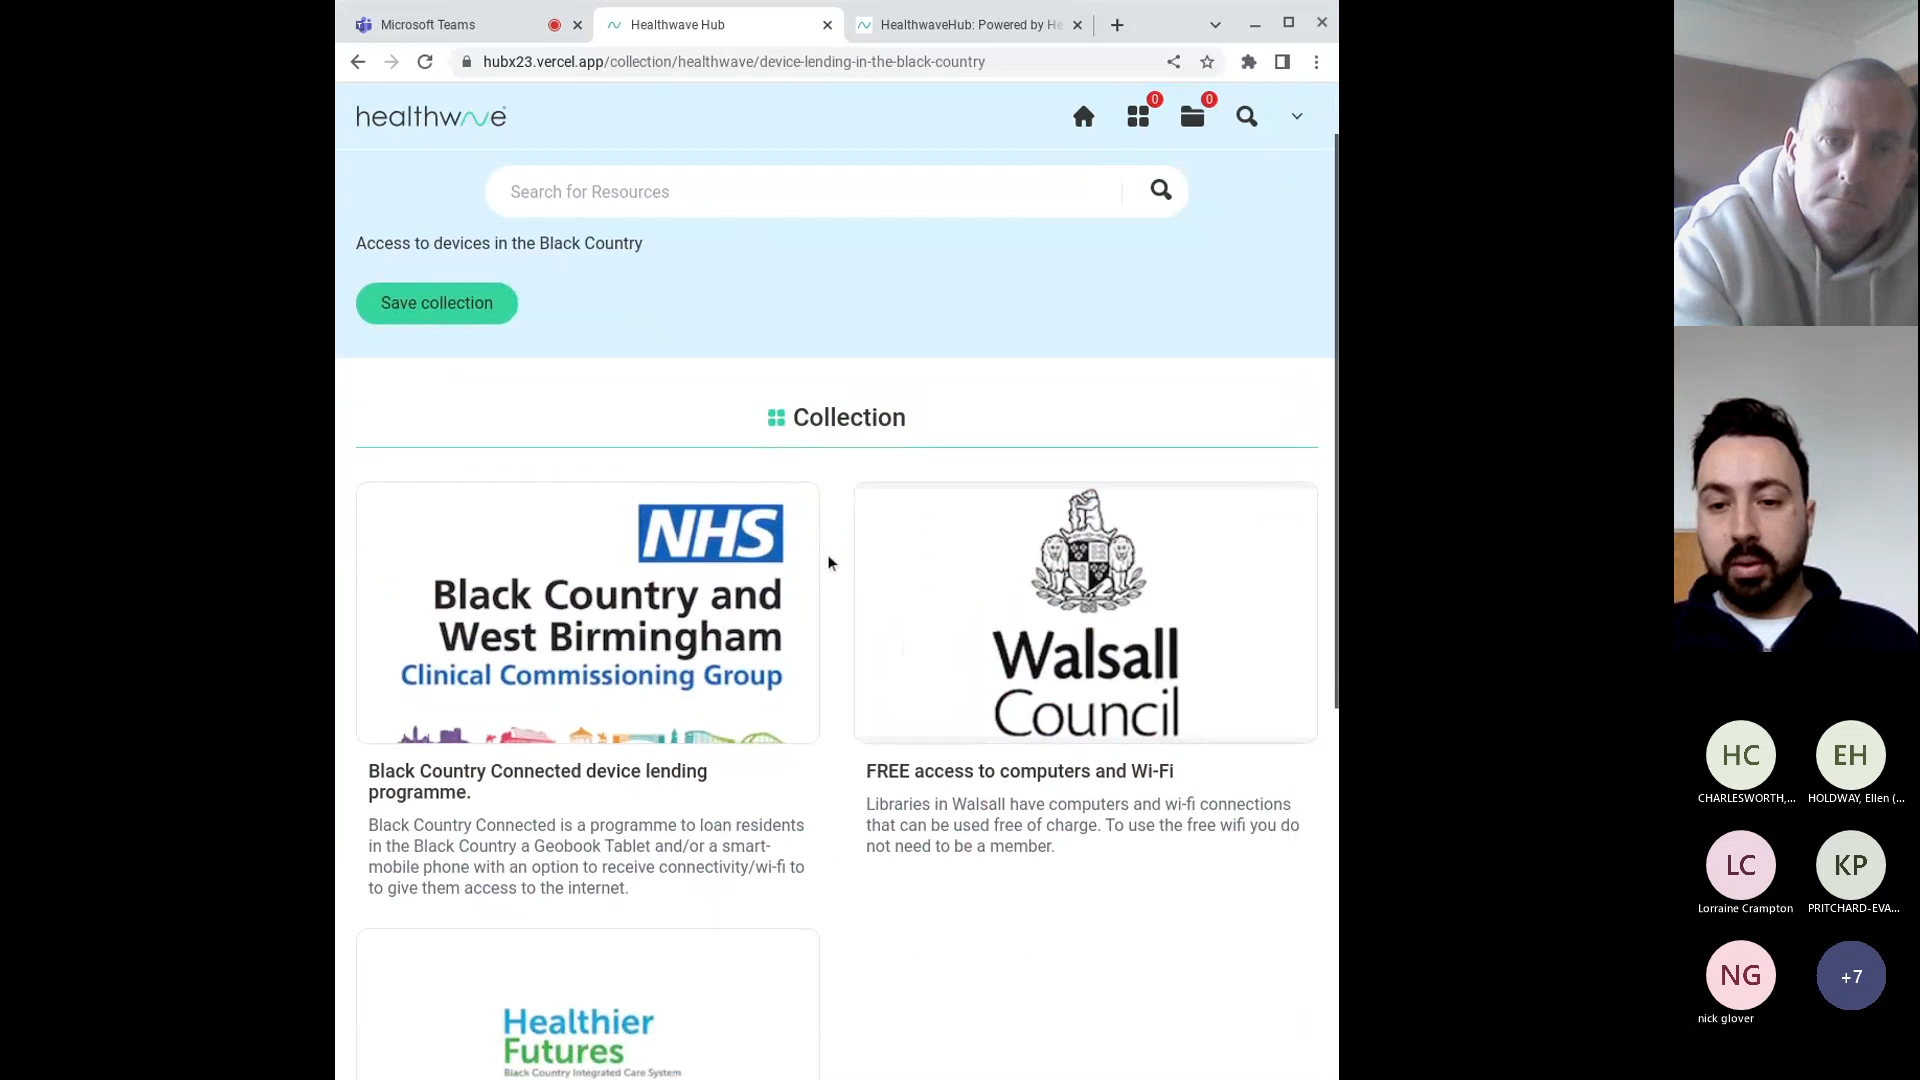 Microsoft Teams
Healthwave Hub
HealthwaveHub: Powered by He
hubx23.vercel.app/collection/healthwave/device-lending-in-the-black-country
healthwave
0
0
Search for Resources
Access to devices in the Black Country
Save collection
Collection
NHS
Black Country and
West Birmingham
Clinical Commissioning Group
Walsall
Council
Black Country Connected device lending
programme.
Black Country Connected is a programme to loan residents
in the Black Country a Geobook Tablet and/or a smart-
mobile phone with an option to receive connectivity/wi-fi to
to give them access to the internet.
FREE access to computers and Wi-Fi
Libraries in Walsall have computers and wi-fi connections
that can be used free of charge. To use the free wifi you do
not need to be a member.
Healthier
Futures
Black Country Integrated Care System
HC
CHARLESWORTH,...
EH
HOLDWAY, Ellen (...
LC
Lorraine Crampton
KP
PRITCHARD-EVA...
NG
nick glover
+7